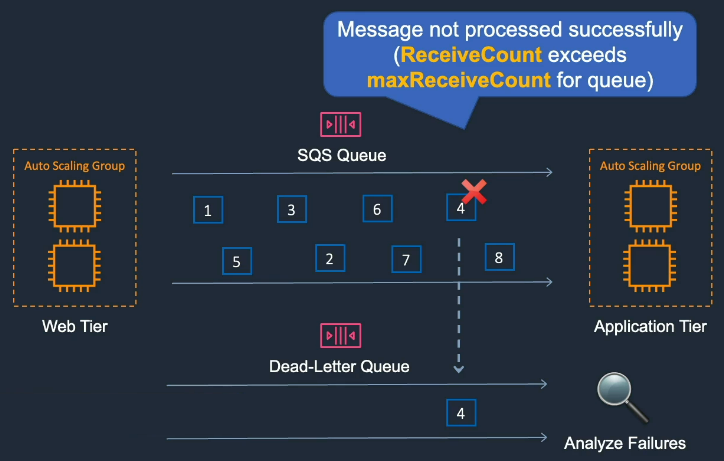 Message not processed successfully
(ReceiveCount exceeds
maxReceiveCount for queue)
SQS Queue
Auto Scaling Group
Auto Scaling Group
1
3
6
4
5
2
7
8
Web Tier
Application Tier
Dead-Letter Queue
4
Analyze Failures